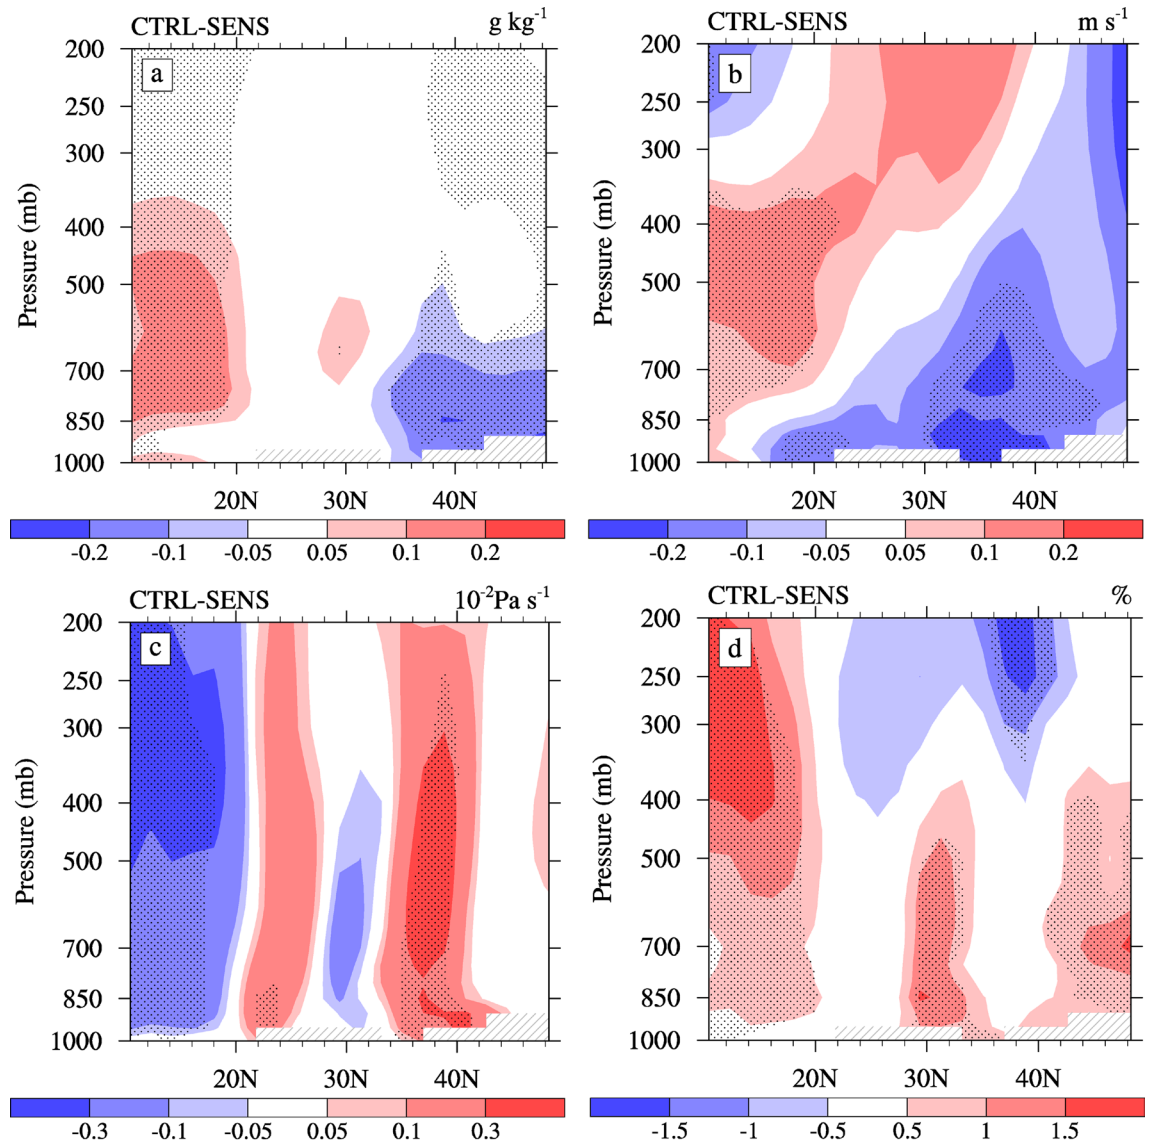 CTRL-SENS g kg⁻¹
a
200
250
300
400
500
700
850
1000
Pressure (mb)
20N 30N 40N
-0.2 -0.1 -0.05 0.05 0.1 0.2
CTRL-SENS m s⁻¹
b
200
250
300
400
500
700
850
1000
Pressure (mb)
20N 30N 40N
-0.2 -0.1 -0.05 0.05 0.1 0.2
CTRL-SENS 10⁻²Pa s⁻¹
c
200
250
300
400
500
700
850
1000
Pressure (mb)
20N 30N 40N
-0.3 -0.1 -0.05 0.05 0.1 0.3
CTRL-SENS %
d
200
250
300
400
500
700
850
1000
Pressure (mb)
20N 30N 40N
-1.5 -1 -0.5 0.5 1 1.5